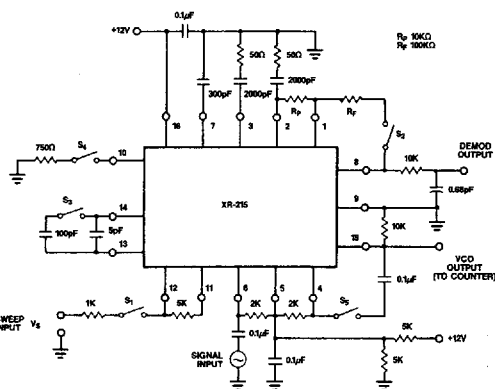 0.1μF
+12V
50Ω
50Ω
Rp 10KΩ
RF 100KΩ
300pF
2000pF
2000pF
RP
RF
S2
16
7
3
2
1
750Ω
S4
10
8
10K
DEMOD
OUTPUT
0.68pF
XR-215
S3
14
9
100pF
5pF
10K
13
15
VCO
OUTPUT
(TO COUNTER)
12
11
6
5
4
0.1μF
1K
S1
5K
2K
2K
S5
SWEEP
INPUT
VS
0.1μF
5K
+12V
SIGNAL
INPUT
0.1μF
5K